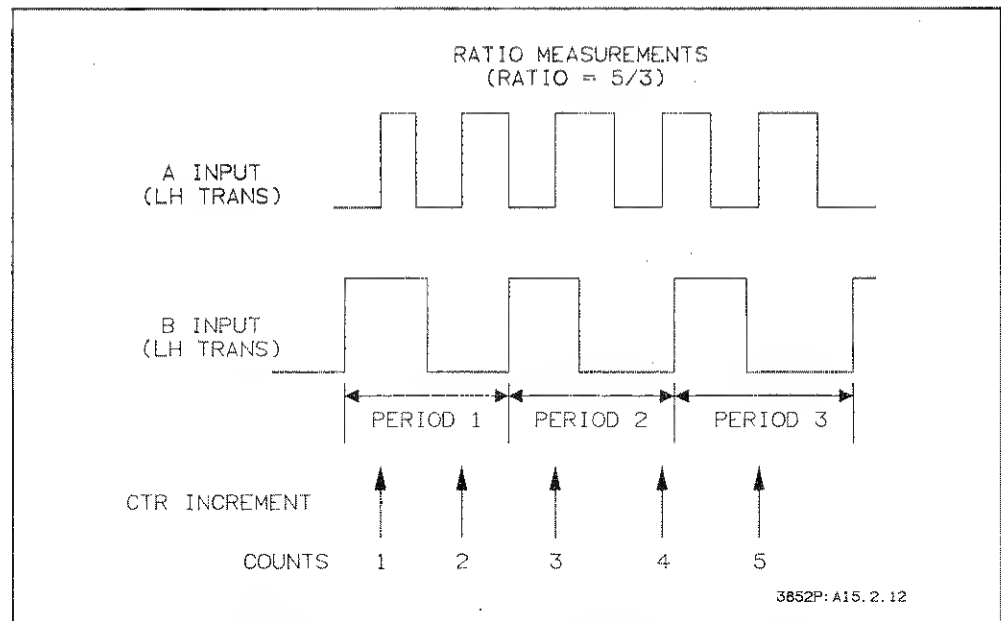 RATIO MEASUREMENTS
(RATIO = 5/3)
A INPUT
(LH TRANS)
B INPUT
(LH TRANS)
PERIOD 1 PERIOD 2 PERIOD 3
CTR INCREMENT
COUNTS 1 2 3 4 5
3852P:A15.2.12